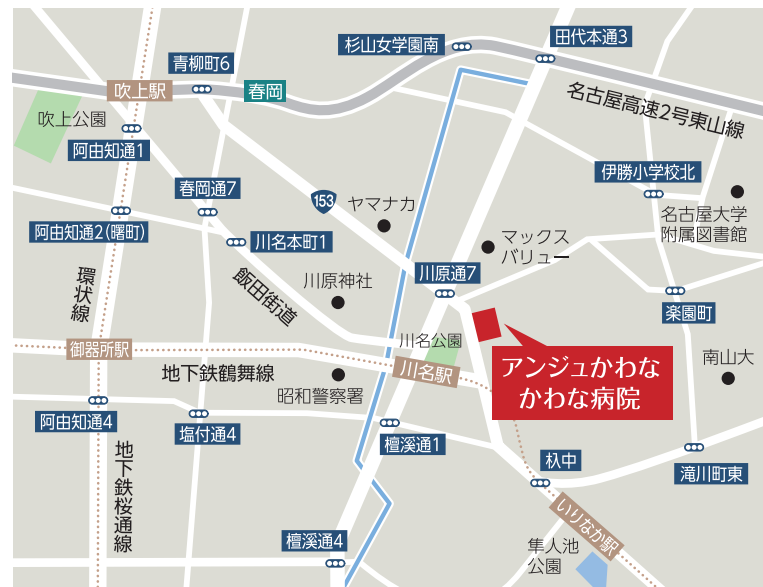 杉山女学園南
田代本通3
青柳町6
吹上駅
春岡
名古屋高速2号東山線
吹上公園
阿由知通1
伊勝小学校北
春岡通7
153
ヤマナカ
名古屋大学
附属図書館
阿由知通2(曙町)
川名本町1
マックス
バリュー
環状線
飯田街道
川原神社
川原通7
楽園町
御器所駅
川名公園
地下鉄鶴舞線
川名駅
アンジュかわな
かわな病院
南山大
昭和警察署
阿由知通4
塩付通4
檀溪通1
地下鉄桜通線
杁中
滝川町東
いりなか駅
檀溪通4
隼人池
公園